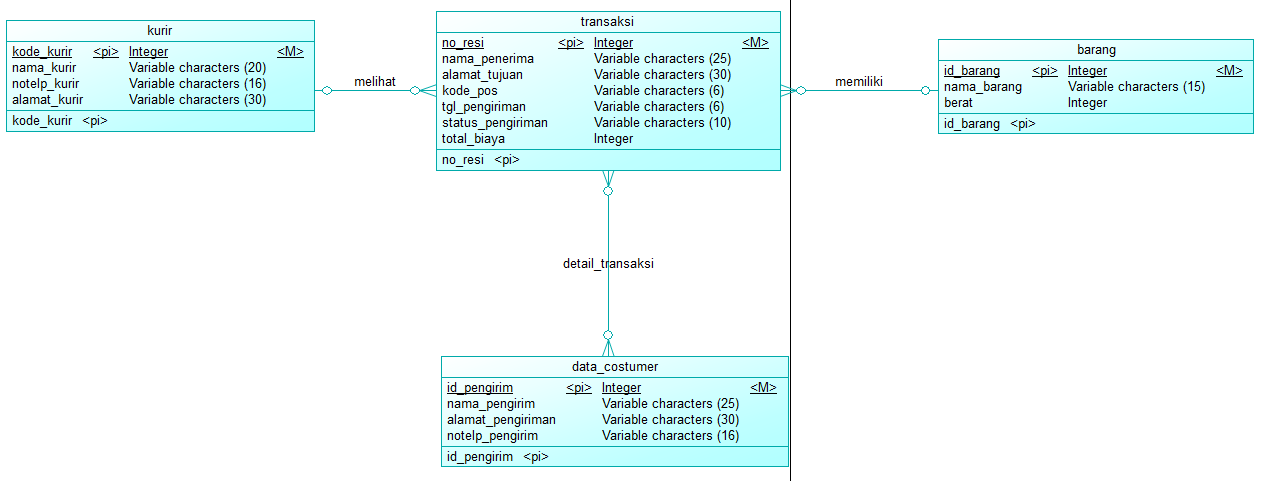 kurir
kode_kurir <pi> Integer <M>
nama_kurir Variable characters (20)
notelp_kurir Variable characters (16)
alamat_kurir Variable characters (30)
kode_kurir <pi>
melihat
transaksi
no_resi <pi> Integer <M>
nama_penerima Variable characters (25)
alamat_tujuan Variable characters (30)
kode_pos Variable characters (6)
tgl_pengiriman Variable characters (6)
status_pengiriman Variable characters (10)
total_biaya Integer
no_resi <pi>
memiliki
barang
id_barang <pi> Integer <M>
nama_barang Variable characters (15)
berat Integer
id_barang <pi>
detail_transaksi
data_costumer
id_pengirim <pi> Integer <M>
nama_pengirim Variable characters (25)
alamat_pengiriman Variable characters (30)
notelp_pengirim Variable characters (16)
id_pengirim <pi>